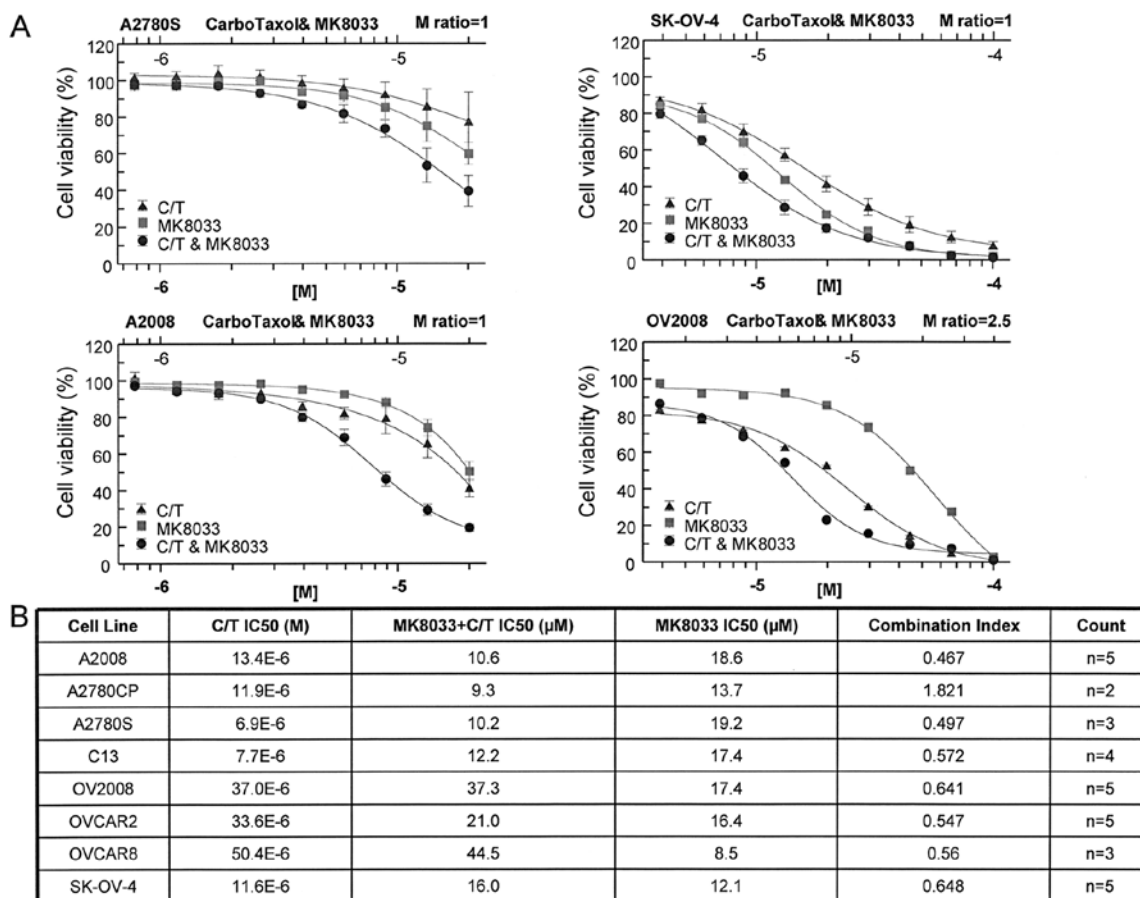 A
A2780S CarboTaxol& MK8033 M ratio=1
-6 -5
120
100
80
60
40
20
0
Cell viability (%)
C/T
MK8033
C/T & MK8033
-6 [M] -5
SK-OV-4 CarboTaxol& MK8033 M ratio=1
-5 -4
120
100
80
60
40
20
0
Cell viability (%)
C/T
MK8033
C/T & MK8033
-5 [M] -4
A2008 CarboTaxol& MK8033 M ratio=1
-6 -5
120
100
80
60
40
20
0
Cell viability (%)
C/T
MK8033
C/T & MK8033
-6 [M] -5
OV2008 CarboTaxol& MK8033 M ratio=2.5
-5
120
100
80
60
40
20
0
Cell viability (%)
C/T
MK8033
C/T & MK8033
-5 [M] -4
B
Cell Line C/T IC50 (M) MK8033+C/T IC50 (µM) MK8033 IC50 (µM) Combination Index Count
A2008 13.4E-6 10.6 18.6 0.467 n=5
A2780CP 11.9E-6 9.3 13.7 1.821 n=2
A2780S 6.9E-6 10.2 19.2 0.497 n=3
C13 7.7E-6 12.2 17.4 0.572 n=4
OV2008 37.0E-6 37.3 17.4 0.641 n=5
OVCAR2 33.6E-6 21.0 16.4 0.547 n=5
OVCAR8 50.4E-6 44.5 8.5 0.56 n=3
SK-OV-4 11.6E-6 16.0 12.1 0.648 n=5